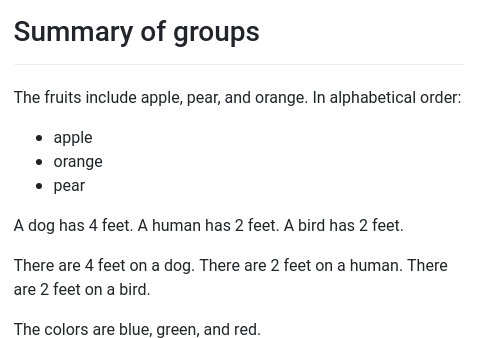 Summary of groups
The fruits include apple, pear, and orange. In alphabetical order:
apple
orange
pear
A dog has 4 feet. A human has 2 feet. A bird has 2 feet.
There are 4 feet on a dog. There are 2 feet on a human. There
are 2 feet on a bird.
The colors are blue, green, and red.